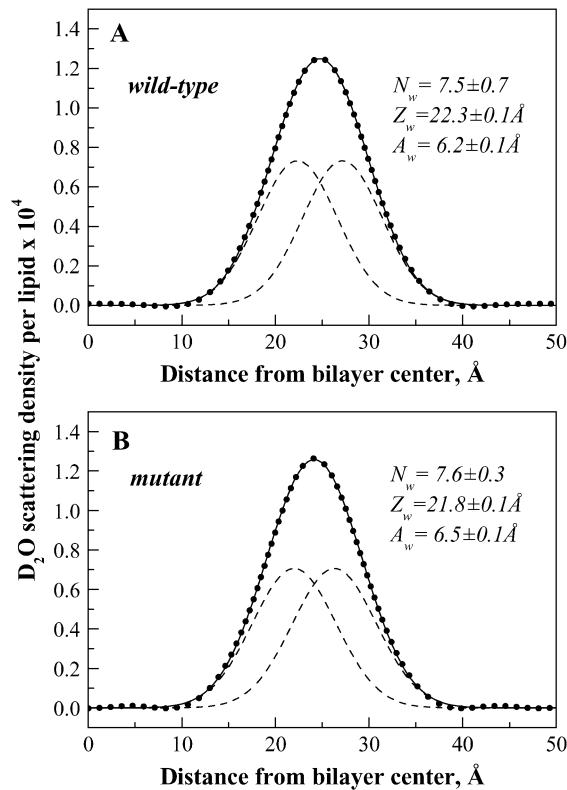 D₂O scattering density per lipid x 10⁴
A
wild-type
N_w = 7.5±0.7
Z_w=22.3±0.1Å
A_w= 6.2±0.1Å
1.4
1.2
1.0
0.8
0.6
0.4
0.2
0.0
0 10 20 30 40 50
Distance from bilayer center, Å
B
mutant
N_w = 7.6±0.3
Z_w=21.8±0.1Å
A_w= 6.5±0.1Å
1.4
1.2
1.0
0.8
0.6
0.4
0.2
0.0
0 10 20 30 40 50
Distance from bilayer center, Å